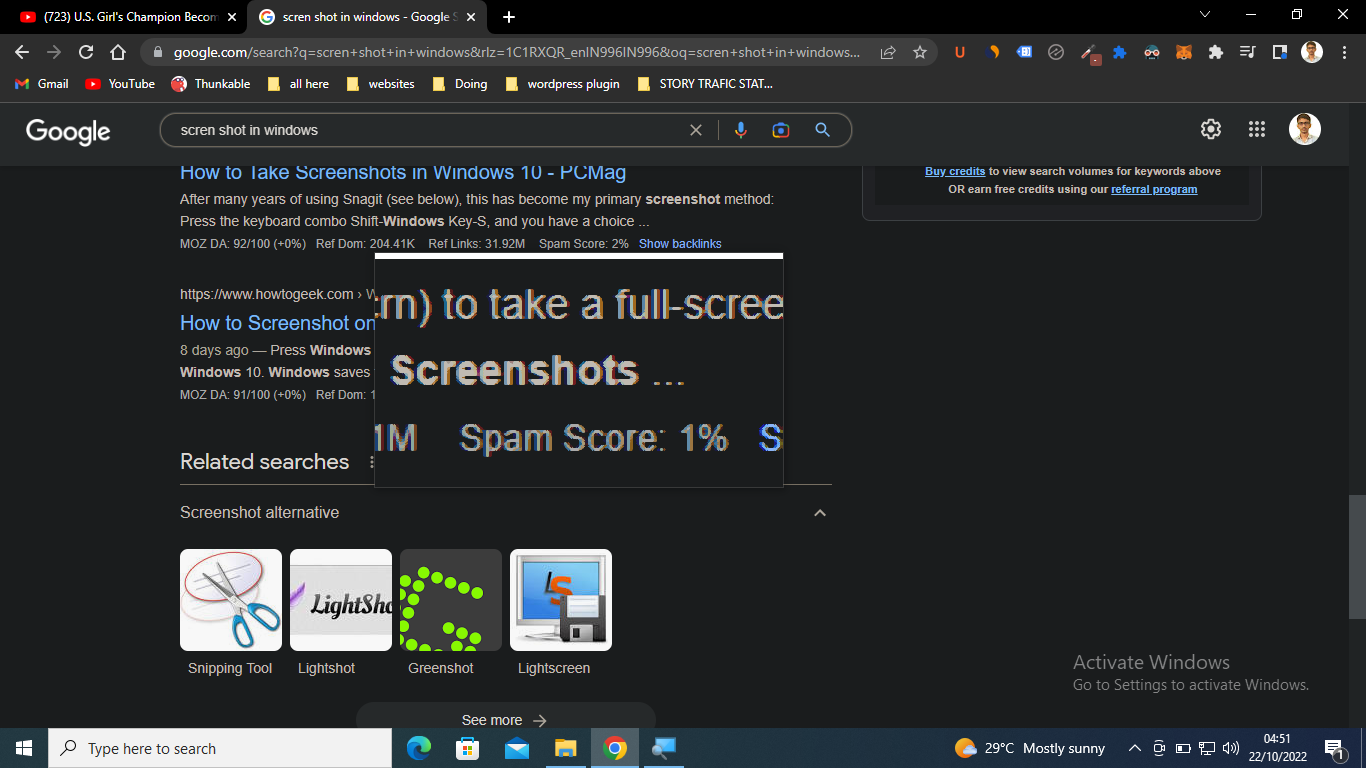 (723) U.S. Girl's Champion Becom
scren shot in windows - Google S
google.com/search?q=scren+shot+in+windows&rlz=1C1RXQR_enIN996IN996&oq=scren+shot+in+windows...
Gmail
YouTube
Thunkable
all here
websites
Doing
wordpress plugin
STORY TRAFIC STAT...
Google
scren shot in windows
How to Take Screenshots in Windows 10 - PCMag
After many years of using Snagit (see below), this has become my primary screenshot method:
Press the keyboard combo Shift-Windows Key-S, and you have a choice ...
MOZ DA: 92/100 (+0%) Ref Dom: 204.41K Ref Links: 31.92M Spam Score: 2% Show backlinks
Buy credits to view search volumes for keywords above
OR earn free credits using our referral program
https://www.howtogeek.com › W
How to Screenshot on
8 days ago — Press Windows
Windows 10. Windows saves
MOZ DA: 91/100 (+0%) Ref Dom: 1
rn) to take a full-scree
Screenshots ...
1M Spam Score: 1% S
Related searches
Screenshot alternative
LightSho
LS
Snipping Tool
Lightshot
Greenshot
Lightscreen
See more
Activate Windows
Go to Settings to activate Windows.
Type here to search
29°C Mostly sunny
04:51
22/10/2022
1